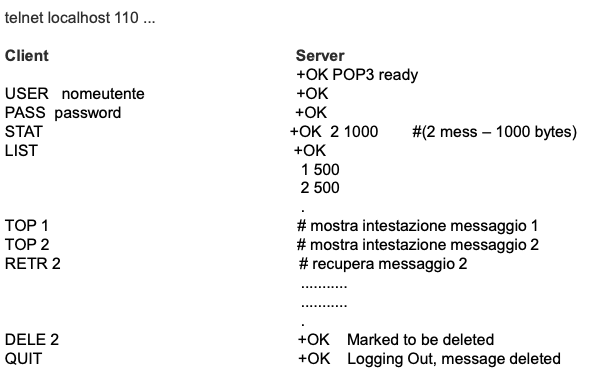 telnet localhost 110 ...
Client Server
+OK POP3 ready
USER nomeutente +OK
PASS password +OK
STAT +OK 2 1000 #(2 mess – 1000 bytes)
LIST +OK
1 500
2 500
.
TOP 1 # mostra intestazione messaggio 1
TOP 2 # mostra intestazione messaggio 2
RETR 2 # recupera messaggio 2
...........
...........
.
DELE 2 +OK Marked to be deleted
QUIT +OK Logging Out, message deleted